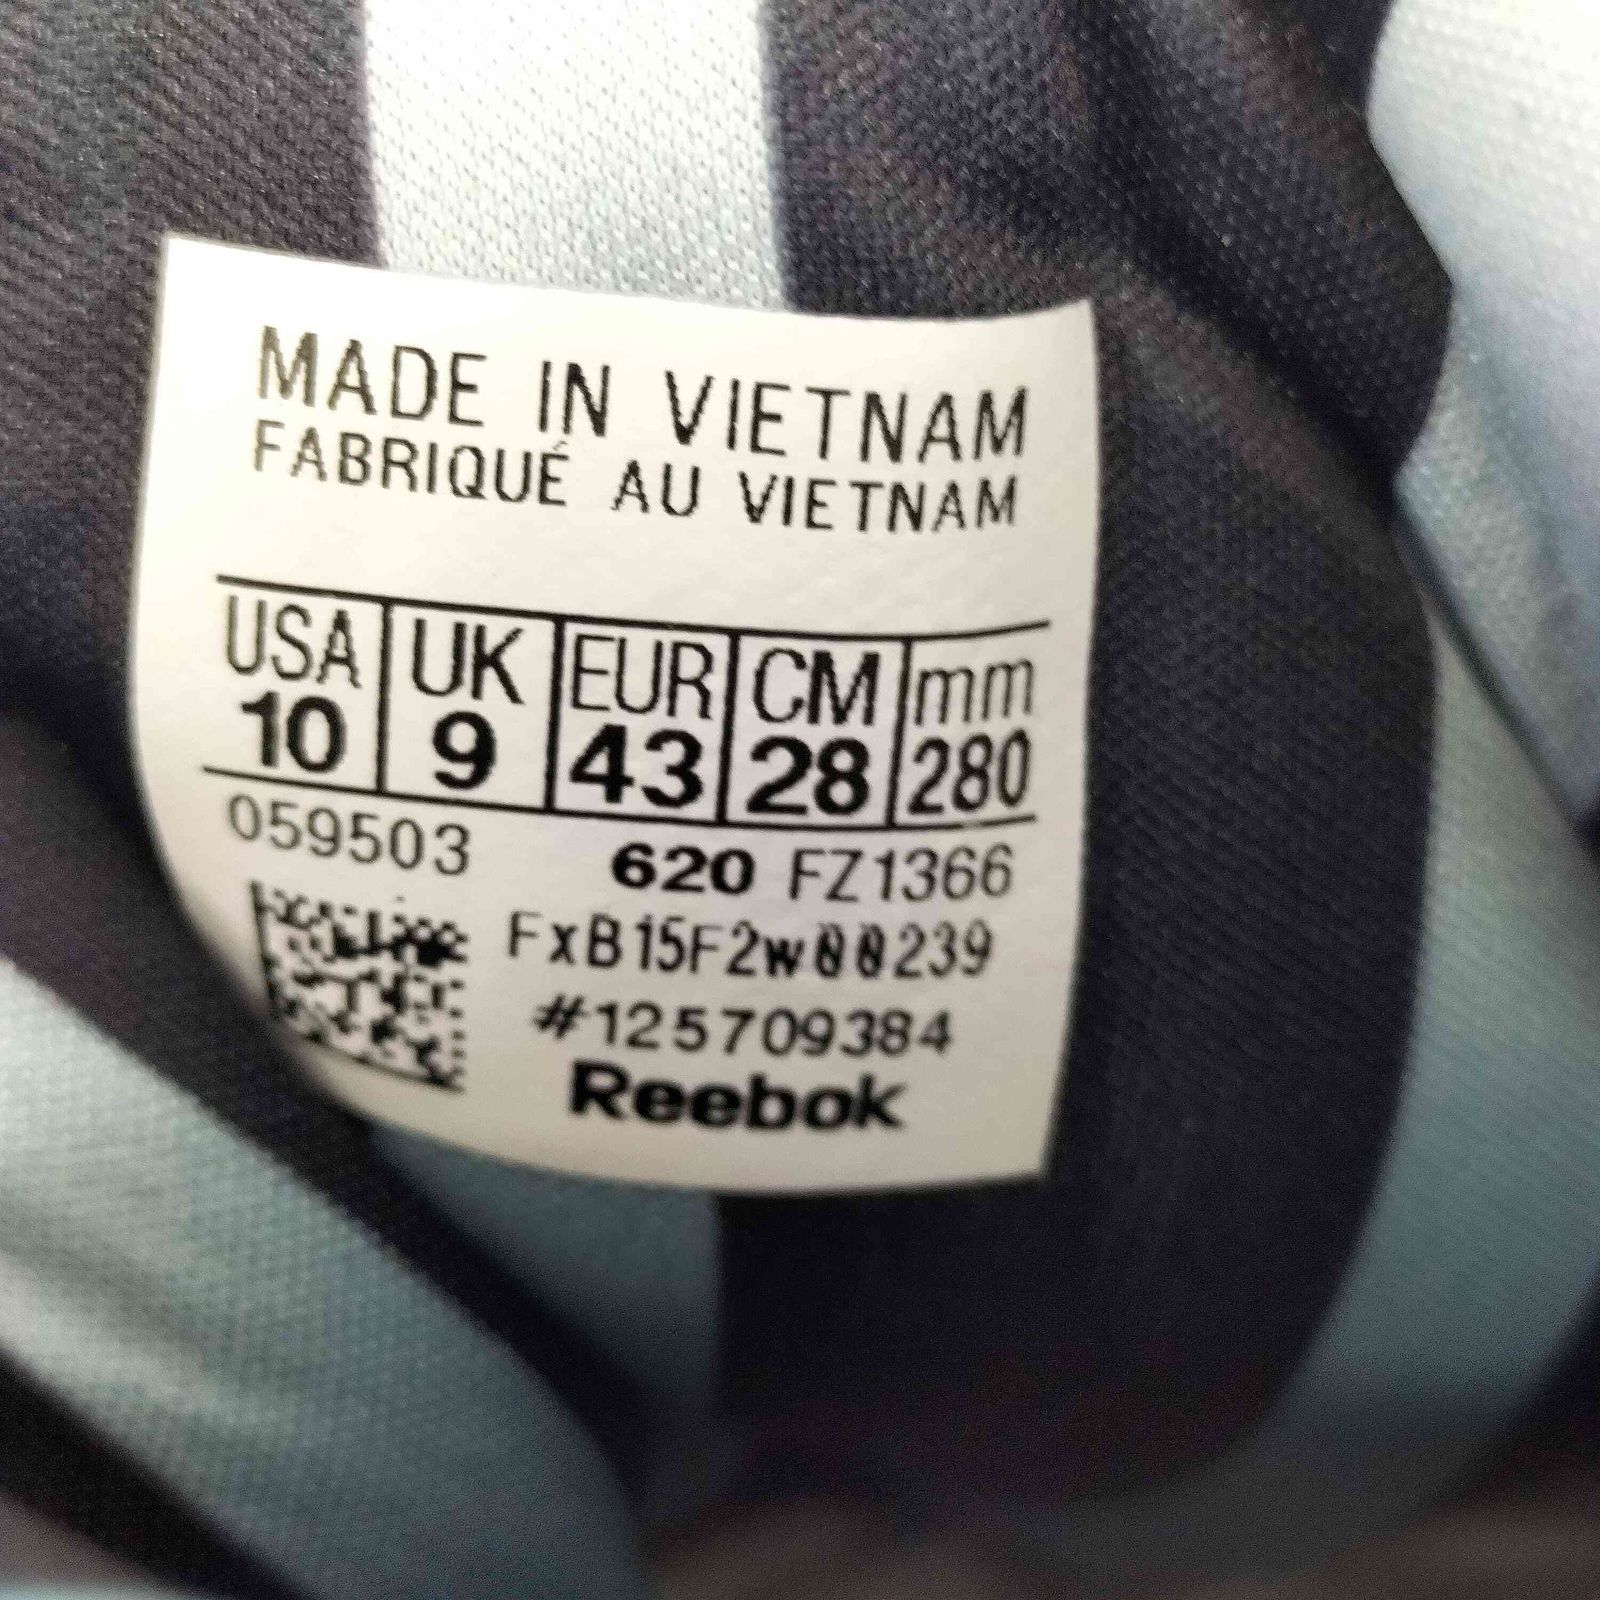 MADE IN VIETNAM
FABRIQUÉ AU VIETNAM
USA UK EUR CM mm
10 9 43 28 280
059503 620 FZ1366
FxB15F2w00239
#125709384
Reebok